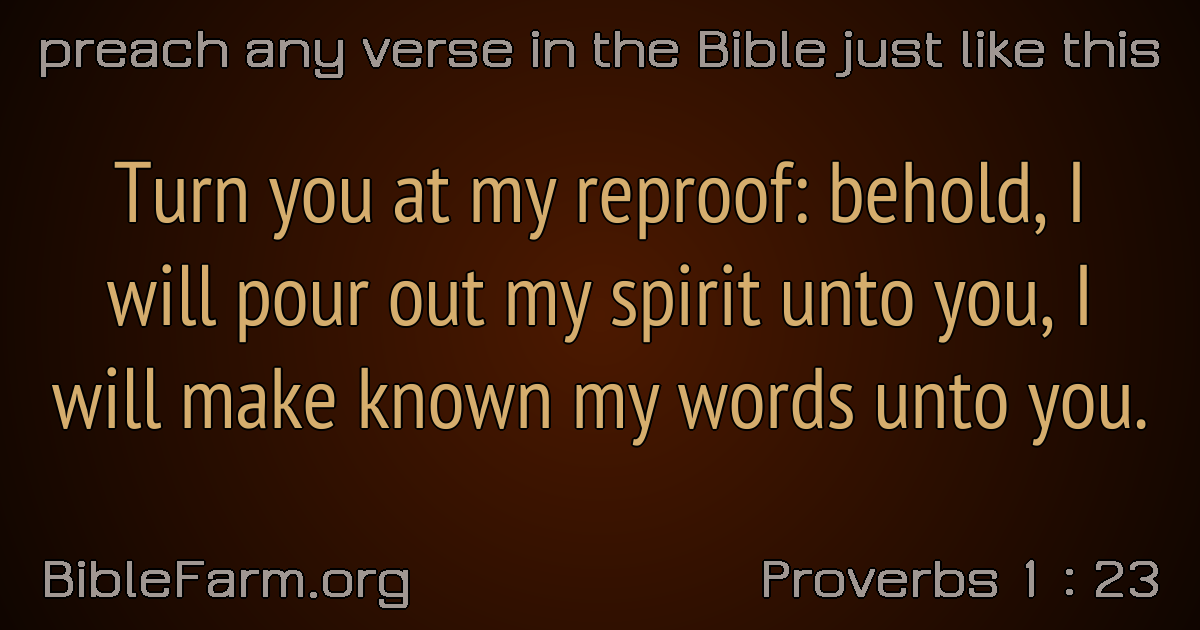 preach any verse in the Bible just like this
Turn you at my reproof: behold, I
will pour out my spirit unto you, I
will make known my words unto you.
BibleFarm.org
Proverbs 1 : 23